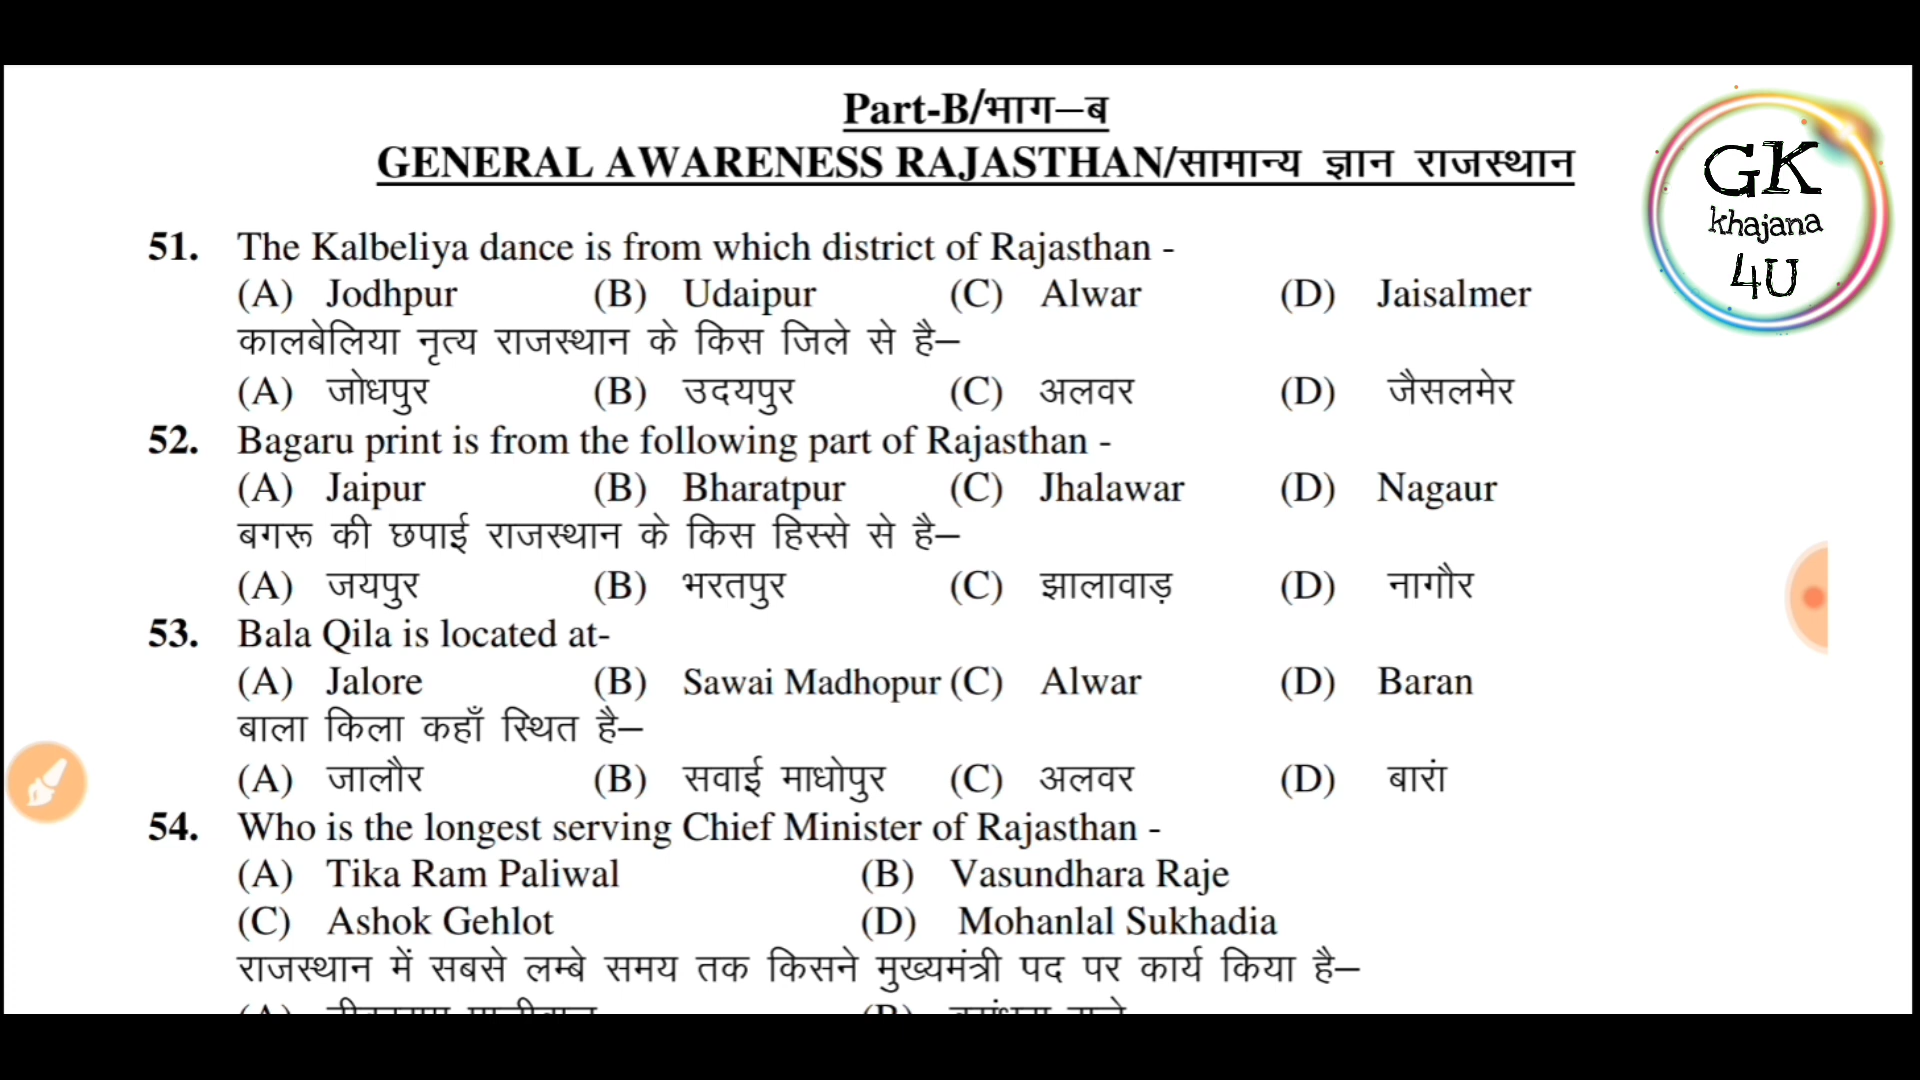 Part-B/भाग–ब
GENERAL AWARENESS RAJASTHAN/सामान्य ज्ञान राजस्थान
GK
khajana
4U
51. The Kalbeliya dance is from which district of Rajasthan -
(A) Jodhpur (B) Udaipur (C) Alwar (D) Jaisalmer
कालबेलिया नृत्य राजस्थान के किस जिले से है–
(A) जोधपुर (B) उदयपुर (C) अलवर (D) जैसलमेर
52. Bagaru print is from the following part of Rajasthan -
(A) Jaipur (B) Bharatpur (C) Jhalawar (D) Nagaur
बगरू की छपाई राजस्थान के किस हिस्से से है–
(A) जयपुर (B) भरतपुर (C) झालावाड़ (D) नागौर
53. Bala Qila is located at-
(A) Jalore (B) Sawai Madhopur (C) Alwar (D) Baran
बाला किला कहाँ स्थित है–
(A) जालौर (B) सवाई माधोपुर (C) अलवर (D) बारां
54. Who is the longest serving Chief Minister of Rajasthan -
(A) Tika Ram Paliwal (B) Vasundhara Raje
(C) Ashok Gehlot (D) Mohanlal Sukhadia
राजस्थान में सबसे लम्बे समय तक किसने मुख्यमंत्री पद पर कार्य किया है–